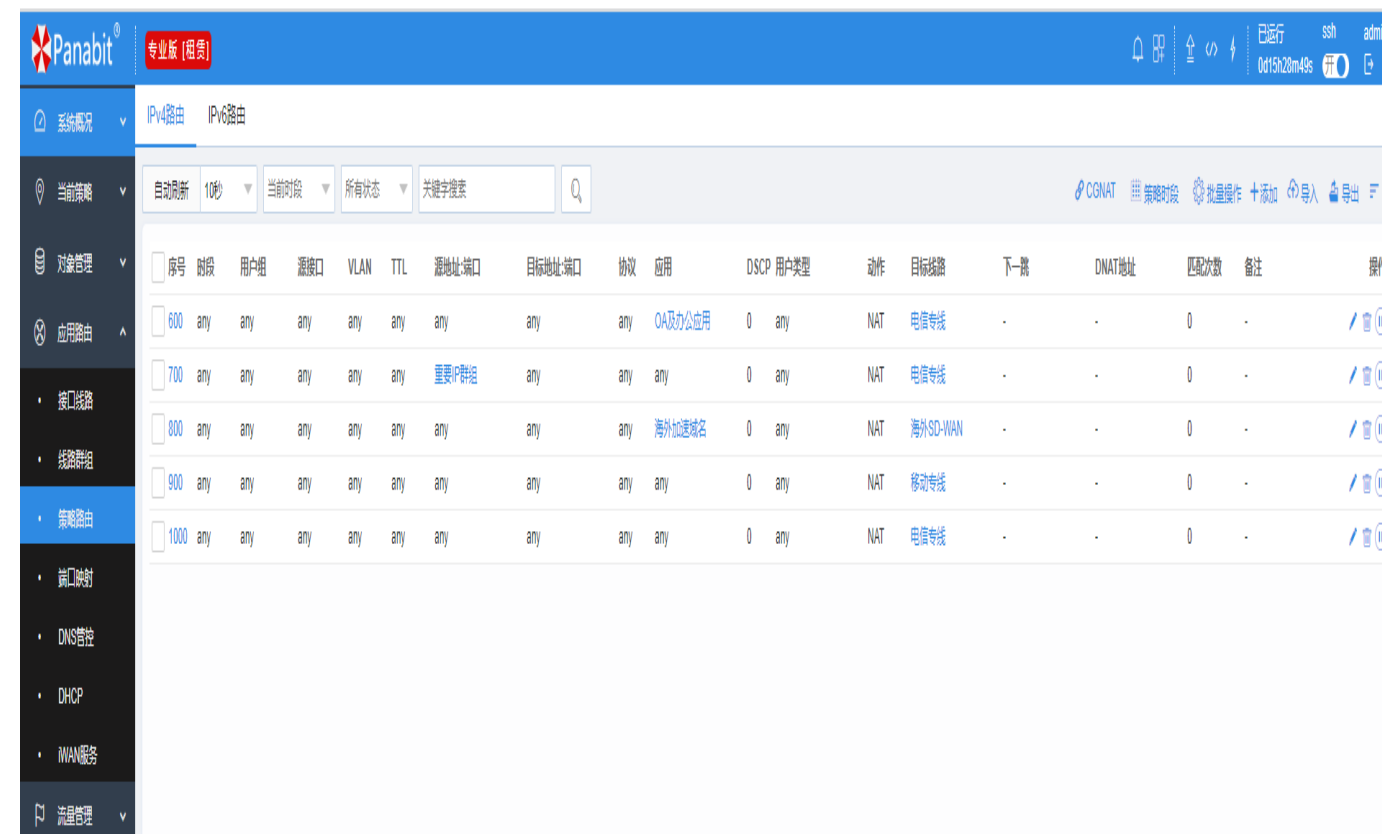 Panabit®
专业版 [租赁]
已运行
0d15h28m49s
ssh
开
系统概况
当前策略
对象管理
应用路由
接口线路
线路群组
策略路由
端口映射
DNS管控
DHCP
iWAN服务
流量管理
IPv4路由 IPv6路由
自动刷新 10秒 当前时段 所有状态 关键字搜索
CGNAT 策略时段 批量操作 添加 导入 导出
序号 时段 用户组 源接口 VLAN TTL 源地址:端口 目标地址:端口 协议 应用 DSCP 用户类型 动作 目标线路 下一跳 DNAT地址 匹配次数 备注
600 any any any any any any any any OA及办公应用 0 any NAT 电信专线 - - 0 -
700 any any any any any 重要IP群组 any any any 0 any NAT 电信专线 - - 0 -
800 any any any any any any any any 海外加速域名 0 any NAT 海外SD-WAN - - 0 -
900 any any any any any any any any any 0 any NAT 移动专线 - - 0 -
1000 any any any any any any any any any 0 any NAT 电信专线 - - 0 -